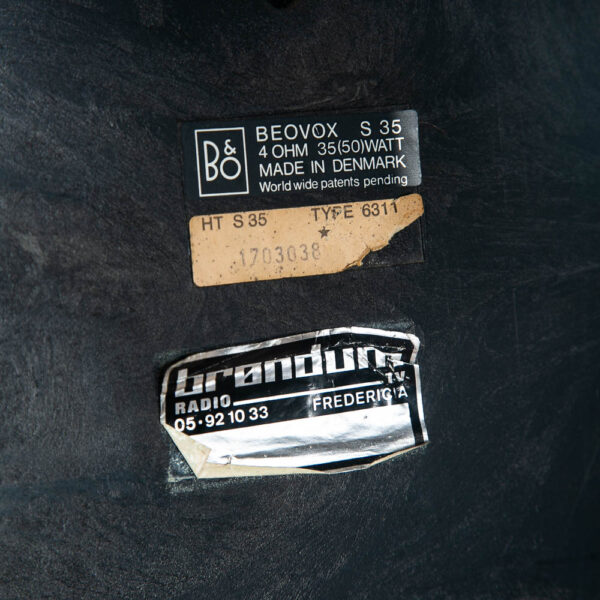 B&O
BEOVOX S 35
4 OHM 35(50)WATT
MADE IN DENMARK
World wide patents pending
HT S 35 TYPE 6311
1703038
brøndum
RADIO TV
05·92 10 33 FREDERICIA